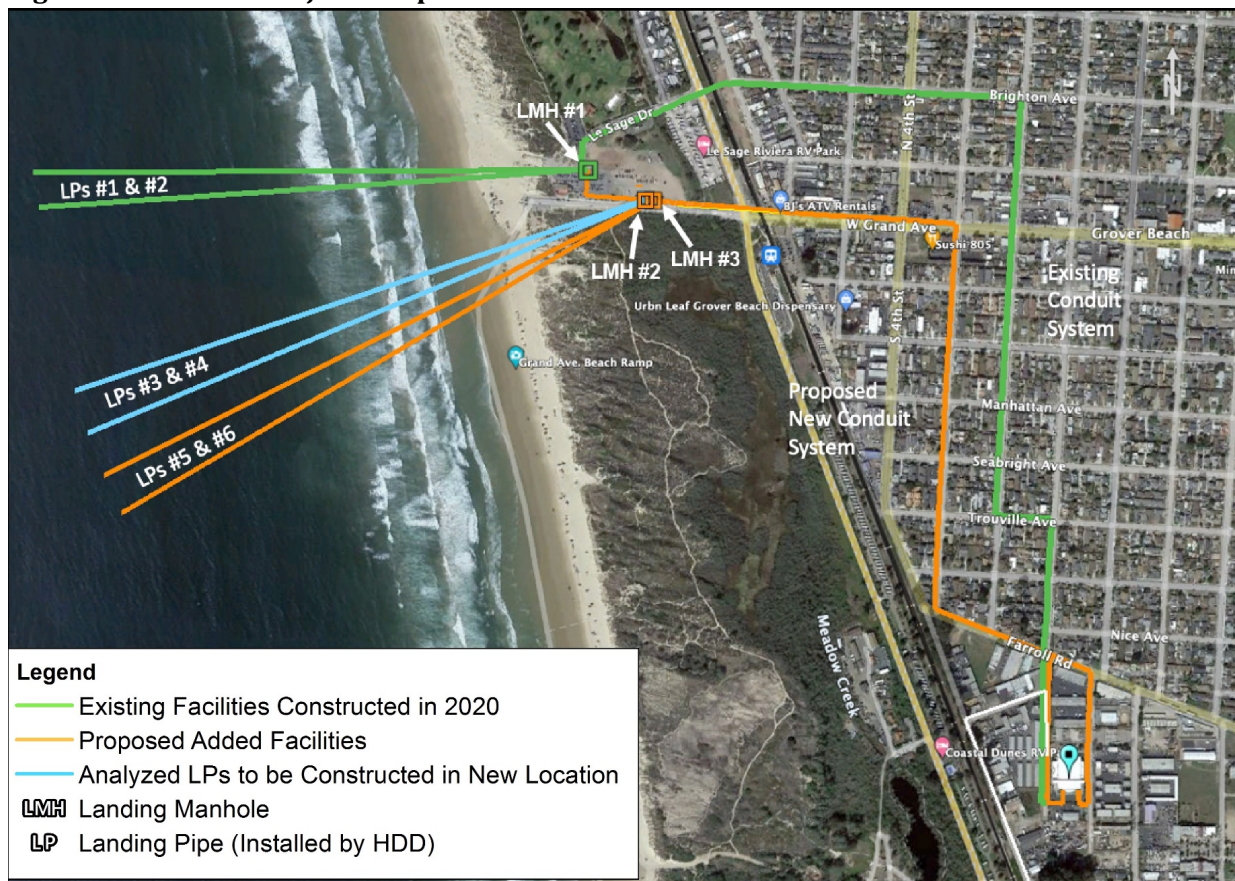 LMH #1
Le Sage Dr
Brighton Ave
N 4th St
N
Le Sage Riviera RV Park
LPs #1 & #2
BJ's ATV Rentals
W Grand Ave
Grover Beach
Sushi 805
LMH #2
LMH #3
Existing
Conduit
System
Urbn Leaf Grover Beach Dispensary
S 4th St
Grand Ave. Beach Ramp
LPs #3 & #4
Proposed
New Conduit
System
Manhattan Ave
LPs #5 & #6
Seabright Ave
Trouville Ave
Nice Ave
Farroll Rd
Meadow Creek
Coastal Dunes RV P
Legend
Existing Facilities Constructed in 2020
Proposed Added Facilities
Analyzed LPs to be Constructed in New Location
LMH Landing Manhole
LP Landing Pipe (Installed by HDD)